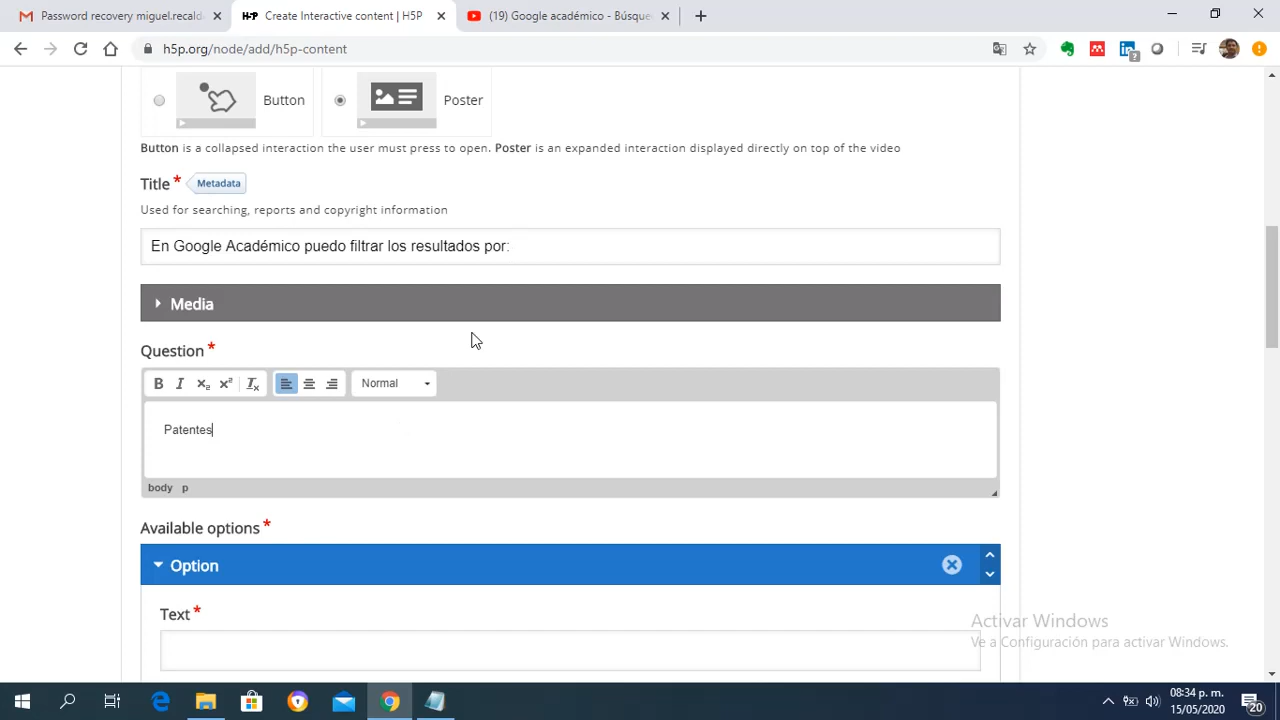 Password recovery miguel.recald
Create Interactive content | H5P
(19) Google académico - Búsque
h5p.org/node/add/h5p-content
Button
Poster
Button is a collapsed interaction the user must press to open. Poster is an expanded interaction displayed directly on top of the video
Title *
Metadata
Used for searching, reports and copyright information
En Google Académico puedo filtrar los resultados por:
Media
Question *
B I x₂ x² Tx
Normal
Patentes
body p
Available options *
Option
Text *
Activar Windows
Ve a Configuración para activar Windows.
08:34 p. m.
15/05/2020
20